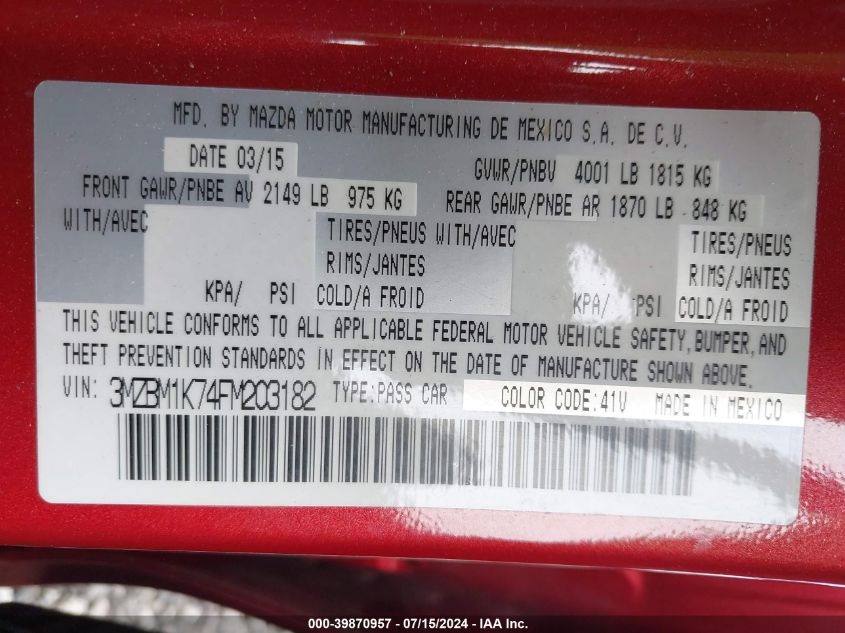 MFD. BY MAZDA MOTOR MANUFACTURING DE MEXICO S.A. DE C.V.
DATE 03/15 GVWR/PNBV 4001 LB 1815 KG
FRONT GAWR/PNBE AV 2149 LB 975 KG REAR GAWR/PNBE AR 1870 LB 848 KG
WITH/AVEC TIRES/PNEUS WITH/AVEC TIRES/PNEUS
RIMS/JANTES RIMS/JANTES
KPA/ PSI COLD/A FROID KPA/ PSI COLD/A FROID
THIS VEHICLE CONFORMS TO ALL APPLICABLE FEDERAL MOTOR VEHICLE SAFETY, BUMPER, AND
THEFT PREVENTION STANDARDS IN EFFECT ON THE DATE OF MANUFACTURE SHOWN ABOVE.
VIN: 3MZBM1K74FM203182 TYPE:PASS CAR COLOR CODE:41V MADE IN MEXICO
000-39870957 - 07/15/2024 - IAA Inc.